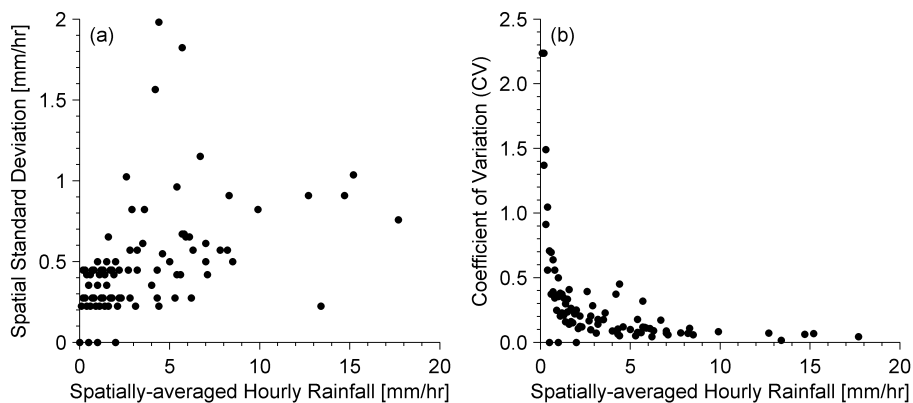 (a)
Spatial Standard Deviation [mm/hr]
2
1.5
1
0.5
0
0 5 10 15 20
Spatially-averaged Hourly Rainfall [mm/hr]
(b)
Coefficient of Variation (CV)
2.5
2.0
1.5
1.0
0.5
0.0
0 5 10 15 20
Spatially-averaged Hourly Rainfall [mm/hr]